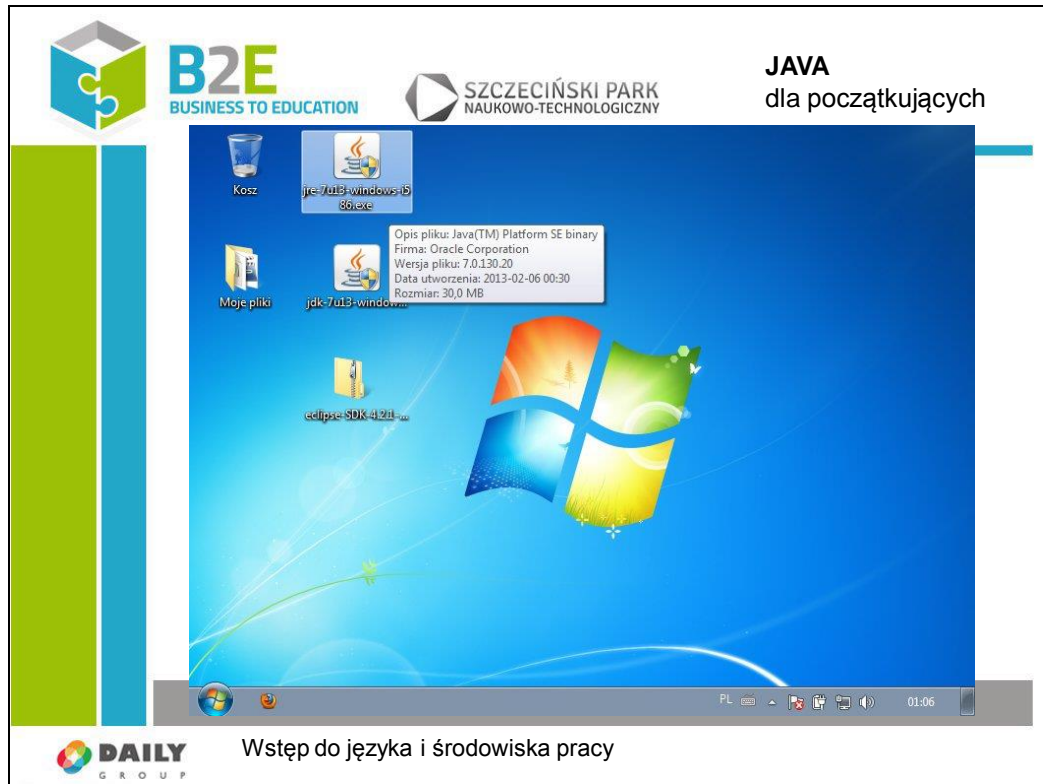 B2E
BUSINESS TO EDUCATION
SZCZECIŃSKI PARK
NAUKOWO-TECHNOLOGICZNY
JAVA
dla początkujących
Kosz
jre-7u13-windows-i5
86.exe
Opis pliku: Java(TM) Platform SE binary
Firma: Oracle Corporation
Wersja pliku: 7.0.130.20
Data utworzenia: 2013-02-06 00:30
Rozmiar: 30,0 MB
Moje pliki
jdk-7u13-window...
eclipse-SDK-4.2.1-...
PL
01:06
DAILY
GROUP
Wstęp do języka i środowiska pracy